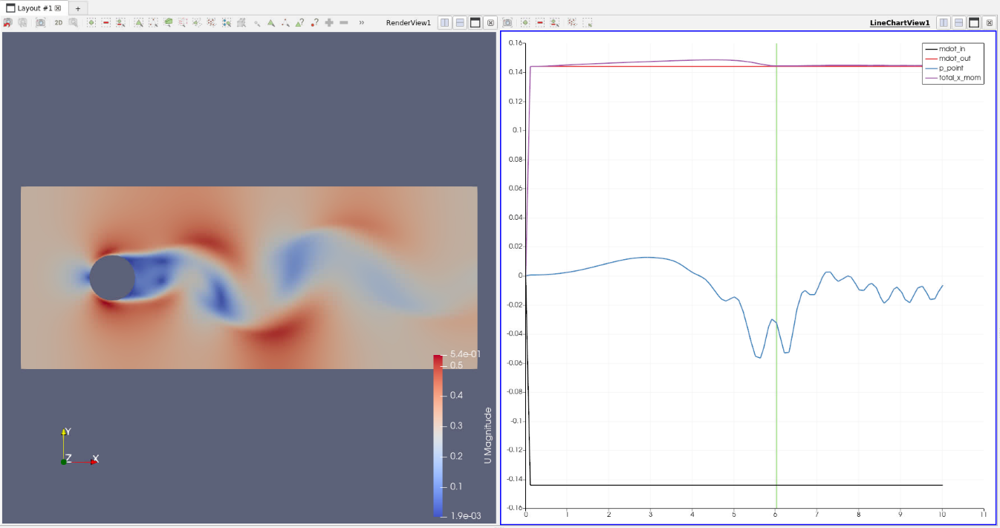 Layout #1
+
2D
RenderView1
LineChartView1
5.4e-01
0.5
0.4
0.3
0.2
0.1
1.9e-03
U Magnitude
Y
Z
X
mdot_in
mdot_out
p_point
total_x_mom
0.16
0.14
0.12
0.1
0.08
0.06
0.04
0.02
0
-0.02
-0.04
-0.06
-0.08
-0.1
-0.12
-0.14
-0.16
0 1 2 3 4 5 6 7 8 9 10 11